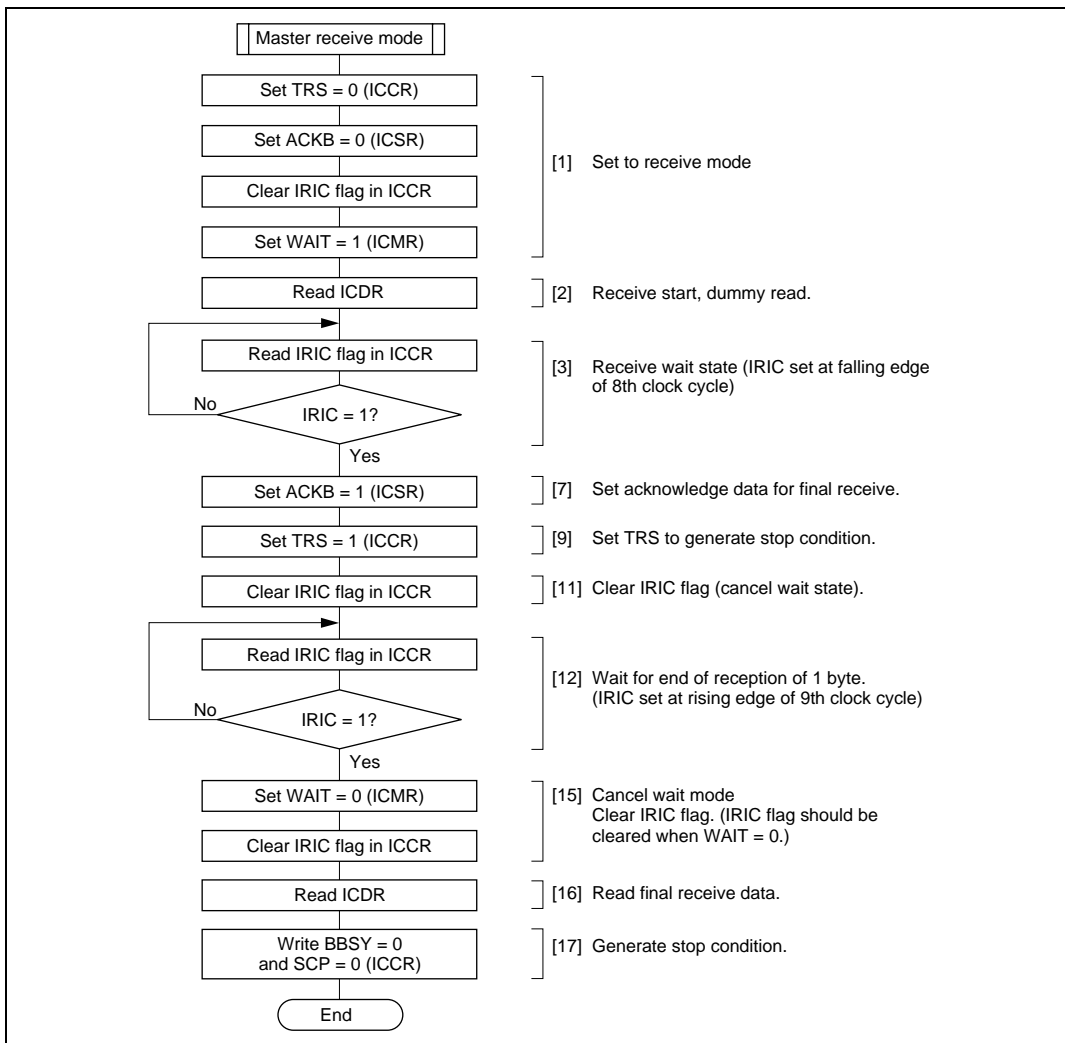 Master receive mode
Set TRS = 0 (ICCR)
Set ACKB = 0 (ICSR)
[1] Set to receive mode
Clear IRIC flag in ICCR
Set WAIT = 1 (ICMR)
Read ICDR
[2] Receive start, dummy read.
Read IRIC flag in ICCR
[3] Receive wait state (IRIC set at falling edge
of 8th clock cycle)
No
IRIC = 1?
Yes
Set ACKB = 1 (ICSR)
[7] Set acknowledge data for final receive.
Set TRS = 1 (ICCR)
[9] Set TRS to generate stop condition.
Clear IRIC flag in ICCR
[11] Clear IRIC flag (cancel wait state).
Read IRIC flag in ICCR
[12] Wait for end of reception of 1 byte.
(IRIC set at rising edge of 9th clock cycle)
No
IRIC = 1?
Yes
Set WAIT = 0 (ICMR)
[15] Cancel wait mode
Clear IRIC flag. (IRIC flag should be
cleared when WAIT = 0.)
Clear IRIC flag in ICCR
Read ICDR
[16] Read final receive data.
Write BBSY = 0
and SCP = 0 (ICCR)
[17] Generate stop condition.
End